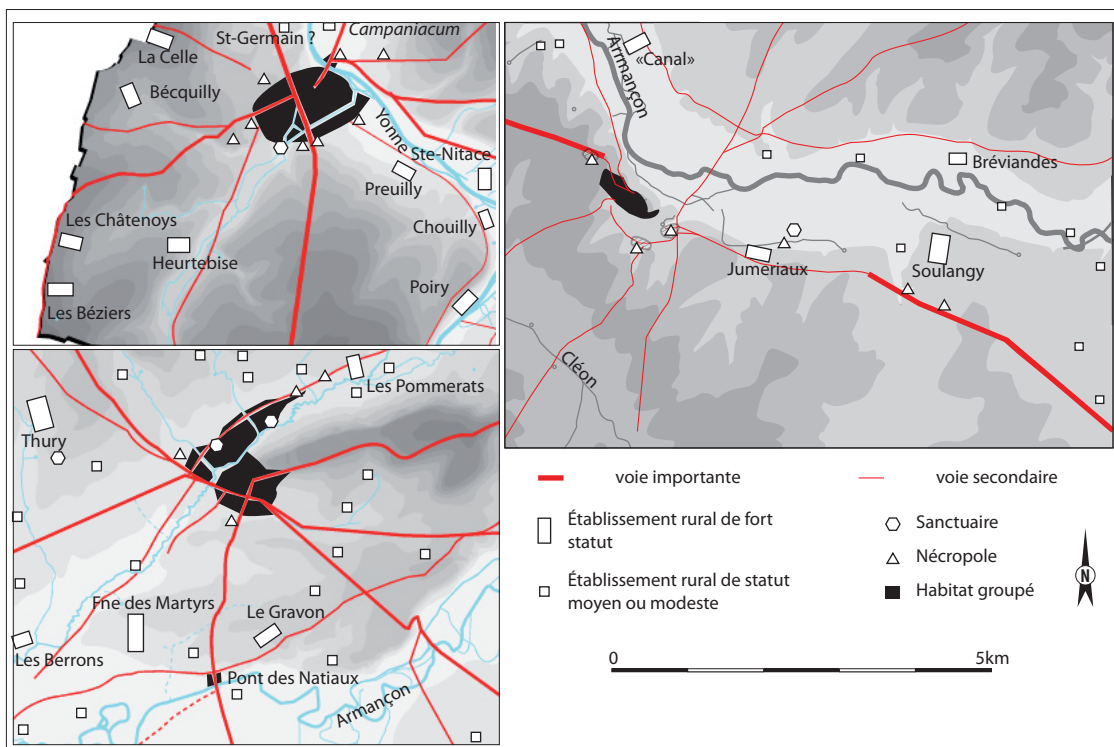 St-Germain ?
Campaniacum
La Celle
Bécquilly
Yonne
Ste-Nitace
Preuilly
Chouilly
Les Châtenoys
Heurtebise
Poiry
Les Béziers
Armançon
«Canal»
Bréviandes
Jumeriaux
Soulangy
Cléon
Les Pommerats
Thury
Fne des Martyrs
Le Gravon
Les Berrons
Pont des Natiaux
Armançon
voie importante
voie secondaire
Établissement rural de fort
statut
Sanctuaire
Nécropole
Établissement rural de statut
moyen ou modeste
Habitat groupé
N
0
5km